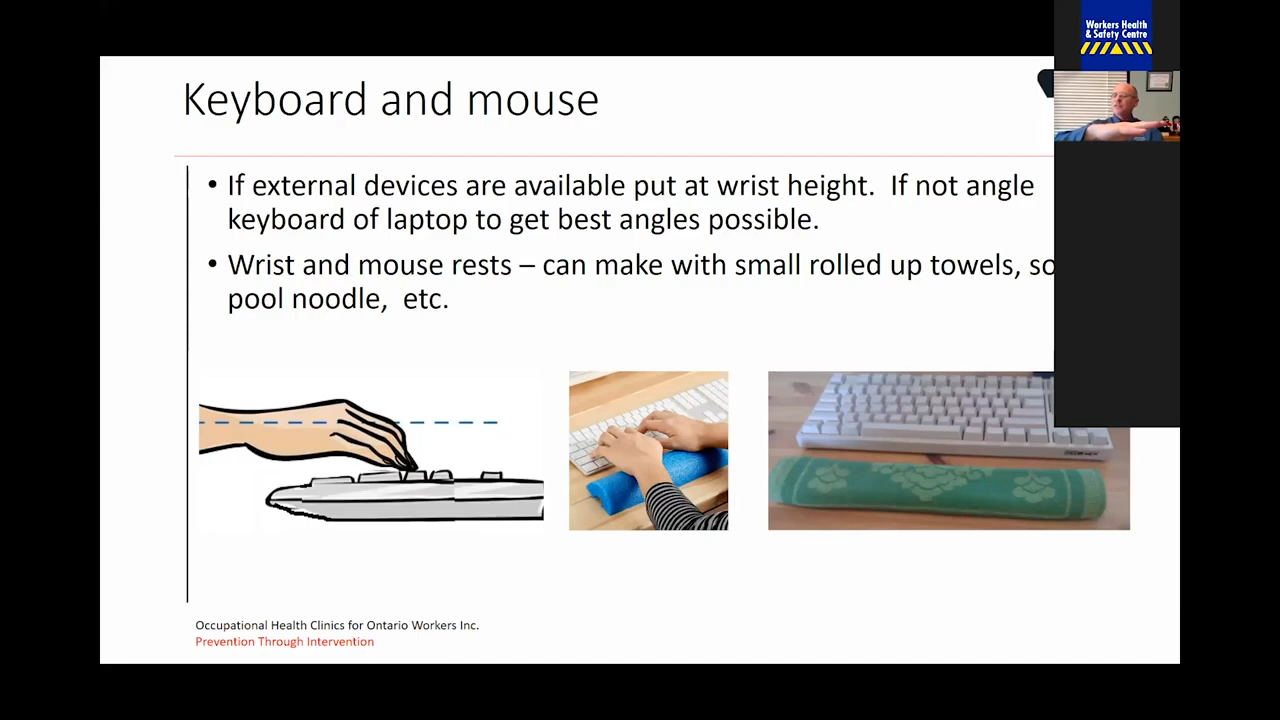 Workers Health
& Safety Centre
Keyboard and mouse
• If external devices are available put at wrist height.  If not angle
keyboard of laptop to get best angles possible.
• Wrist and mouse rests – can make with small rolled up towels, so
pool noodle,  etc.
Occupational Health Clinics for Ontario Workers Inc.
Prevention Through Intervention